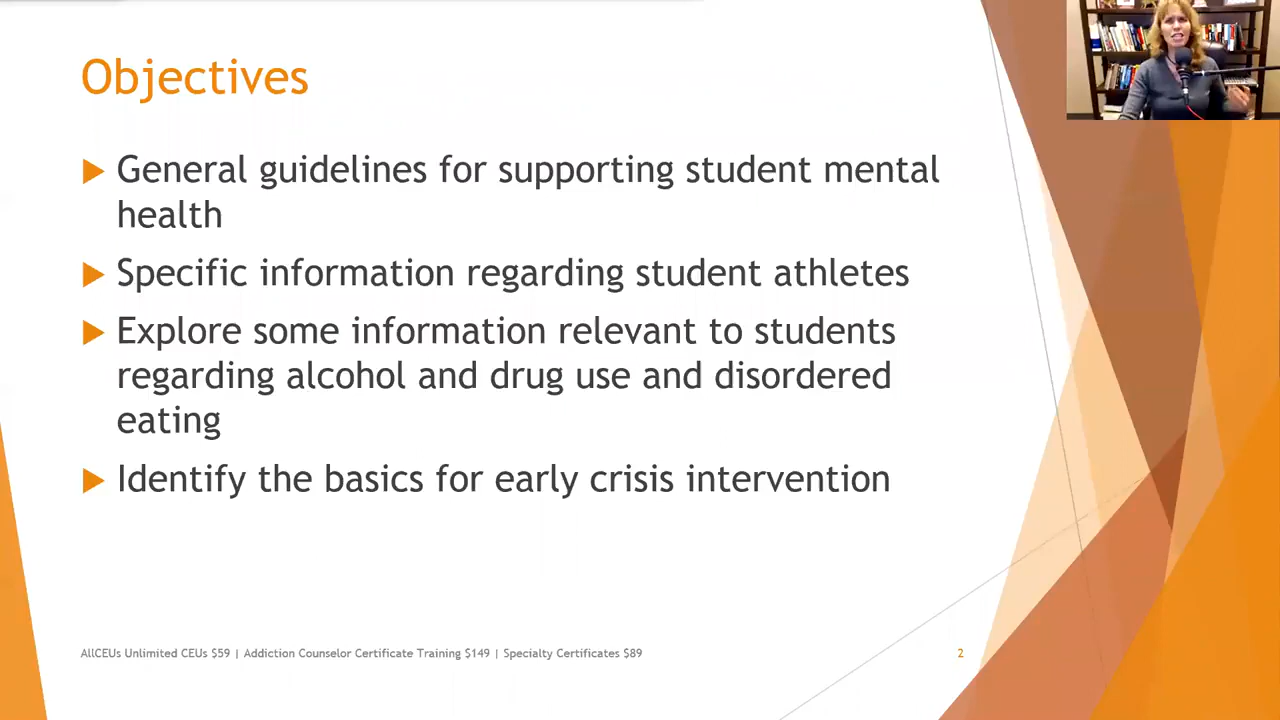 Objectives
General guidelines for supporting student mental
health
Specific information regarding student athletes
Explore some information relevant to students
regarding alcohol and drug use and disordered
eating
Identify the basics for early crisis intervention
AllCEUs Unlimited CEUs $59 | Addiction Counselor Certificate Training $149 | Specialty Certificates $89
2